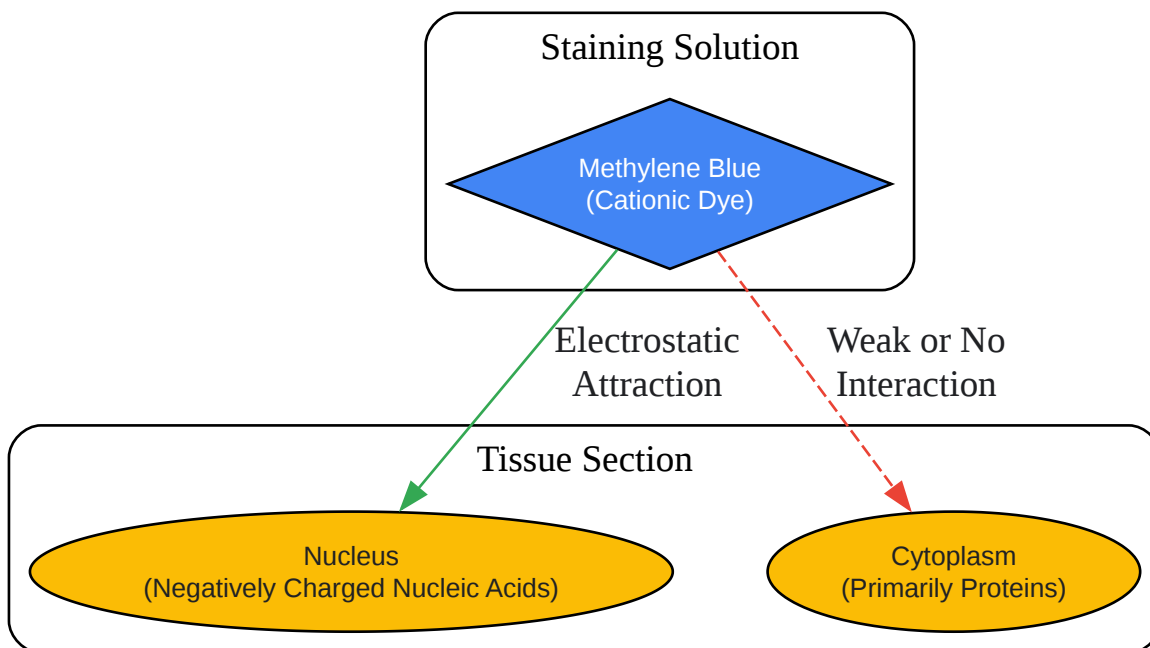 Staining Solution
Methylene Blue
(Cationic Dye)
Electrostatic
Attraction
Weak or No
Interaction
Tissue Section
Nucleus
(Negatively Charged Nucleic Acids)
Cytoplasm
(Primarily Proteins)